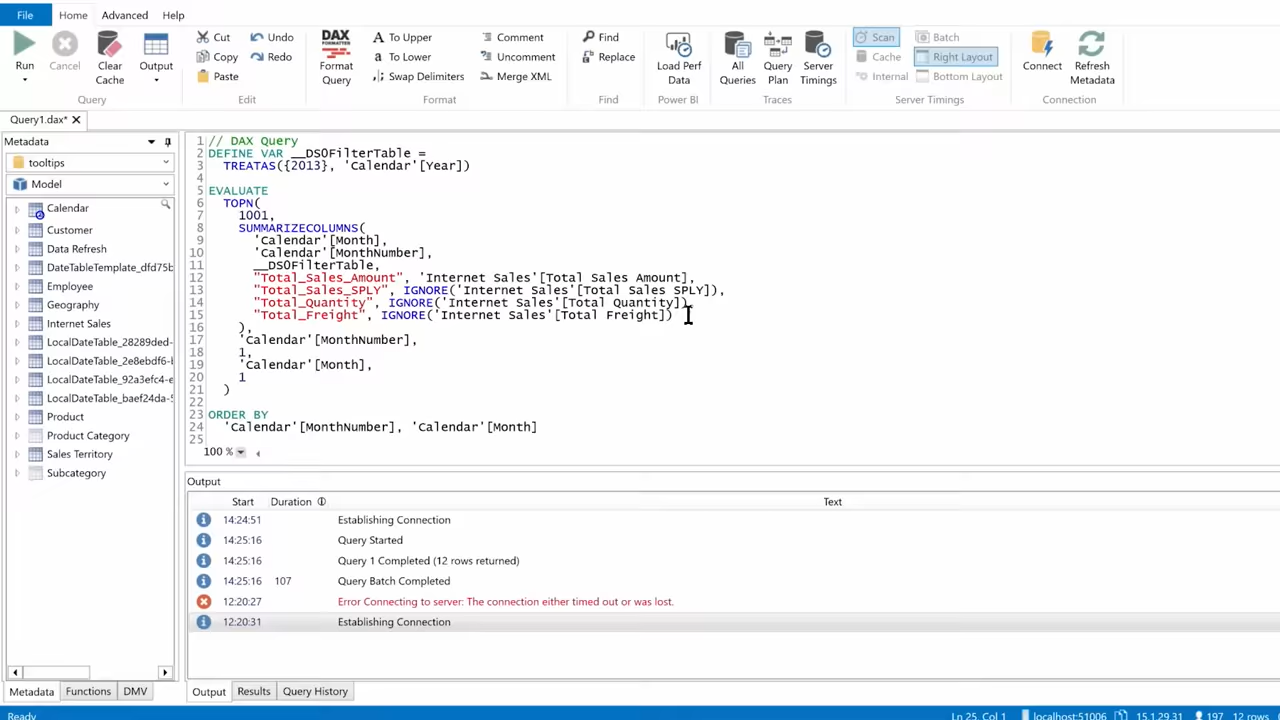 File Home Advanced Help
Cut Undo DAX FORMATTER To Upper Comment Find Scan Batch
Copy Redo To Lower Uncomment Replace Cache Right Layout
Run Cancel Clear Cache Output Paste Format Query Swap Delimiters Merge XML Load Perf Data All Queries Query Plan Server Timings Internal Bottom Layout Connect Refresh Metadata
Query Edit Format Find Power BI Traces Server Timings Connection
Query1.dax*
Metadata
tooltips
Model
Calendar
Customer
Data Refresh
DateTableTemplate_dfd75b
Employee
Geography
Internet Sales
LocalDateTable_28289ded-
LocalDateTable_2e8ebdf6-b
LocalDateTable_92a3efc4-e
LocalDateTable_baef24da-5
Product
Product Category
Sales Territory
Subcategory
Metadata Functions DMV
1 // DAX Query
2 DEFINE VAR __DS0FilterTable =
3 TREATAS({2013}, 'Calendar'[Year])
4
5 EVALUATE
6 TOPN(
7 1001,
8 SUMMARIZECOLUMNS(
9 'Calendar'[Month],
10 'Calendar'[MonthNumber],
11 __DS0FilterTable,
12 "Total_Sales_Amount", 'Internet Sales'[Total Sales Amount],
13 "Total_Sales_SPLY", IGNORE('Internet Sales'[Total Sales SPLY]),
14 "Total_Quantity", IGNORE('Internet Sales'[Total Quantity]),
15 "Total_Freight", IGNORE('Internet Sales'[Total Freight])
16 ),
17 'Calendar'[MonthNumber],
18 1,
19 'Calendar'[Month],
20 1
21 )
22
23 ORDER BY
24 'Calendar'[MonthNumber], 'Calendar'[Month]
25
100 %
Output
Start Duration Text
14:24:51 Establishing Connection
14:25:16 Query Started
14:25:16 Query 1 Completed (12 rows returned)
14:25:16 107 Query Batch Completed
12:20:27 Error Connecting to server: The connection either timed out or was lost.
12:20:31 Establishing Connection
Output Results Query History
Ready Ln 25, Col 1 localhost:51006 15.1.29.31 197 12 rows